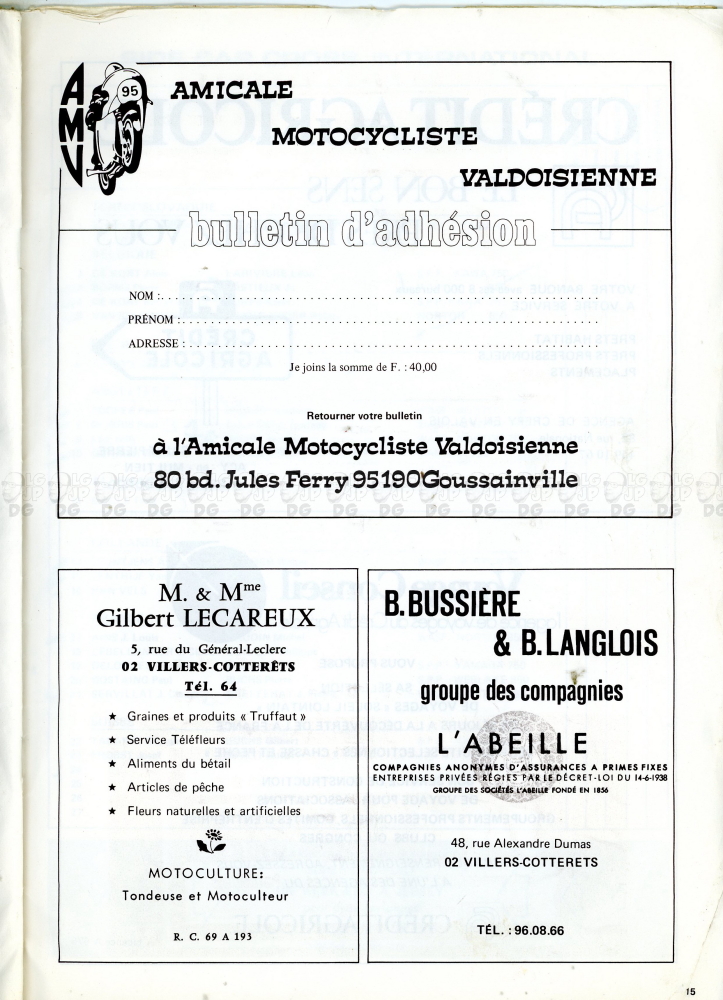 AMV
95
AMICALE
MOTOCYCLISTE
VALDOISIENNE
bulletin d'adhésion
NOM :
PRÉNOM :
ADRESSE :
Je joins la somme de F. : 40,00
Retourner votre bulletin
à l'Amicale Motocycliste Valdoisienne
80 bd. Jules Ferry 95190 Goussainville
M. & Mme
Gilbert LECAREUX
5, rue du Général-Leclerc
02 VILLERS-COTTERÊTS
Tél. 64
★ Graines et produits « Truffaut »
★ Service Téléfleurs
★ Aliments du bétail
★ Articles de pêche
★ Fleurs naturelles et artificielles
MOTOCULTURE:
Tondeuse et Motoculteur
R. C. 69 A 193
B.BUSSIÈRE
& B.LANGLOIS
groupe des compagnies
L'ABEILLE
COMPAGNIES ANONYMES D'ASSURANCES A PRIMES FIXES
ENTREPRISES PRIVÉES RÉGIES PAR LE DÉCRET-LOI DU 14-6-1938
GROUPE DES SOCIÉTÉS L'ABEILLE FONDÉ EN 1856
48, rue Alexandre Dumas
02 VILLERS-COTTERETS
TÉL. : 96.08.66
15